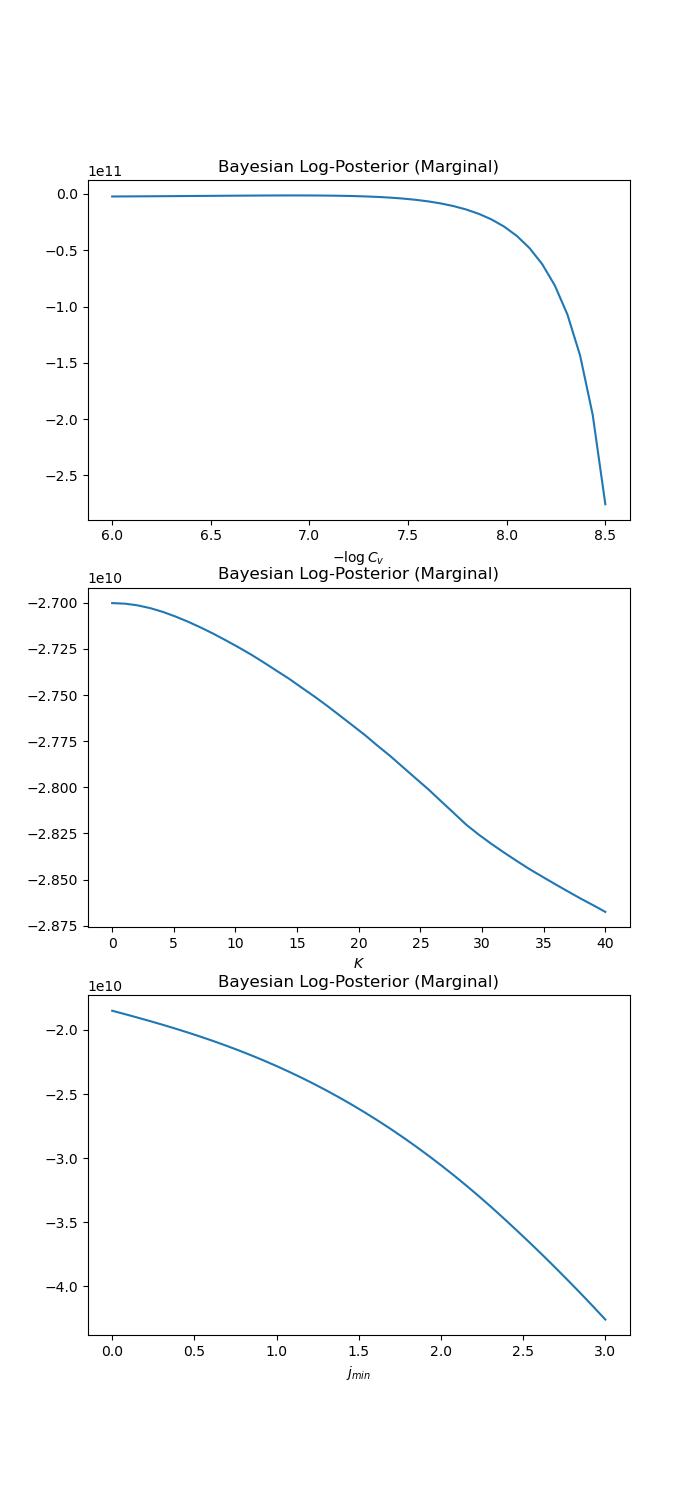 Bayesian Log-Posterior (Marginal)
1e11
0.0
−0.5
−1.0
−1.5
−2.0
−2.5
6.0 6.5 7.0 7.5 8.0 8.5
−log C_v
Bayesian Log-Posterior (Marginal)
1e10
−2.700
−2.725
−2.750
−2.775
−2.800
−2.825
−2.850
−2.875
0 5 10 15 20 25 30 35 40
K
Bayesian Log-Posterior (Marginal)
1e10
−2.0
−2.5
−3.0
−3.5
−4.0
0.0 0.5 1.0 1.5 2.0 2.5 3.0
j_min